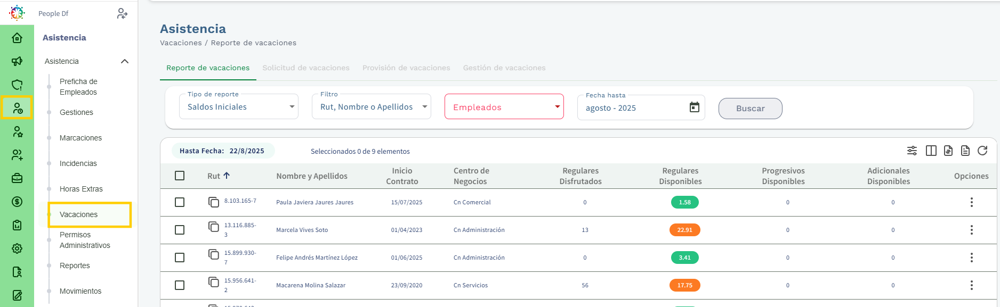 People Df
Asistencia
Asistencia
Preficha de
Empleados
Gestiones
Marcaciones
Incidencias
Horas Extras
Vacaciones
Permisos
Administrativos
Reportes
Movimientos
Asistencia
Vacaciones / Reporte de vacaciones
Reporte de vacaciones Solicitud de vacaciones Provisión de vacaciones Gestión de vacaciones
Tipo de reporte
Saldos Iniciales
Filtro
Rut, Nombre o Apellidos
Empleados
Fecha hasta
agosto - 2025
Buscar
Hasta Fecha: 22/8/2025
Seleccionados 0 de 9 elementos
Rut
Nombre y Apellidos
Inicio
Contrato
Centro de
Negocios
Regulares
Disfrutados
Regulares
Disponibles
Progresivos
Disponibles
Adicionales
Disponibles
Opciones
8.103.165-7 Paula Javiera Jaures Jaures 15/07/2025 Cn Comercial 0 1.58 0 0
13.116.885-
3
Marcela Vives Soto 01/04/2023 Cn Administración 13 22.91 0 0
15.899.930-
7
Felipe Andrés Martínez López 01/06/2025 Cn Administración 0 3.41 0 0
15.956.641-
2
Macarena Molina Salazar 23/09/2020 Cn Servicios 56 17.75 0 0